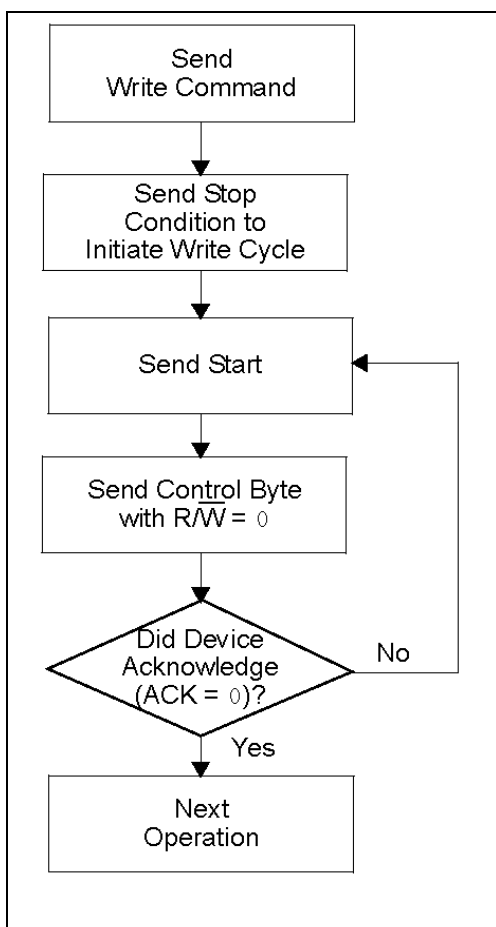 Send
Write Command
Send Stop
Condition to
Initiate Write Cycle
Send Start
Send Control Byte
with R/W̅ = 0
Did Device
Acknowledge
(ACK = 0)?
No
Yes
Next
Operation